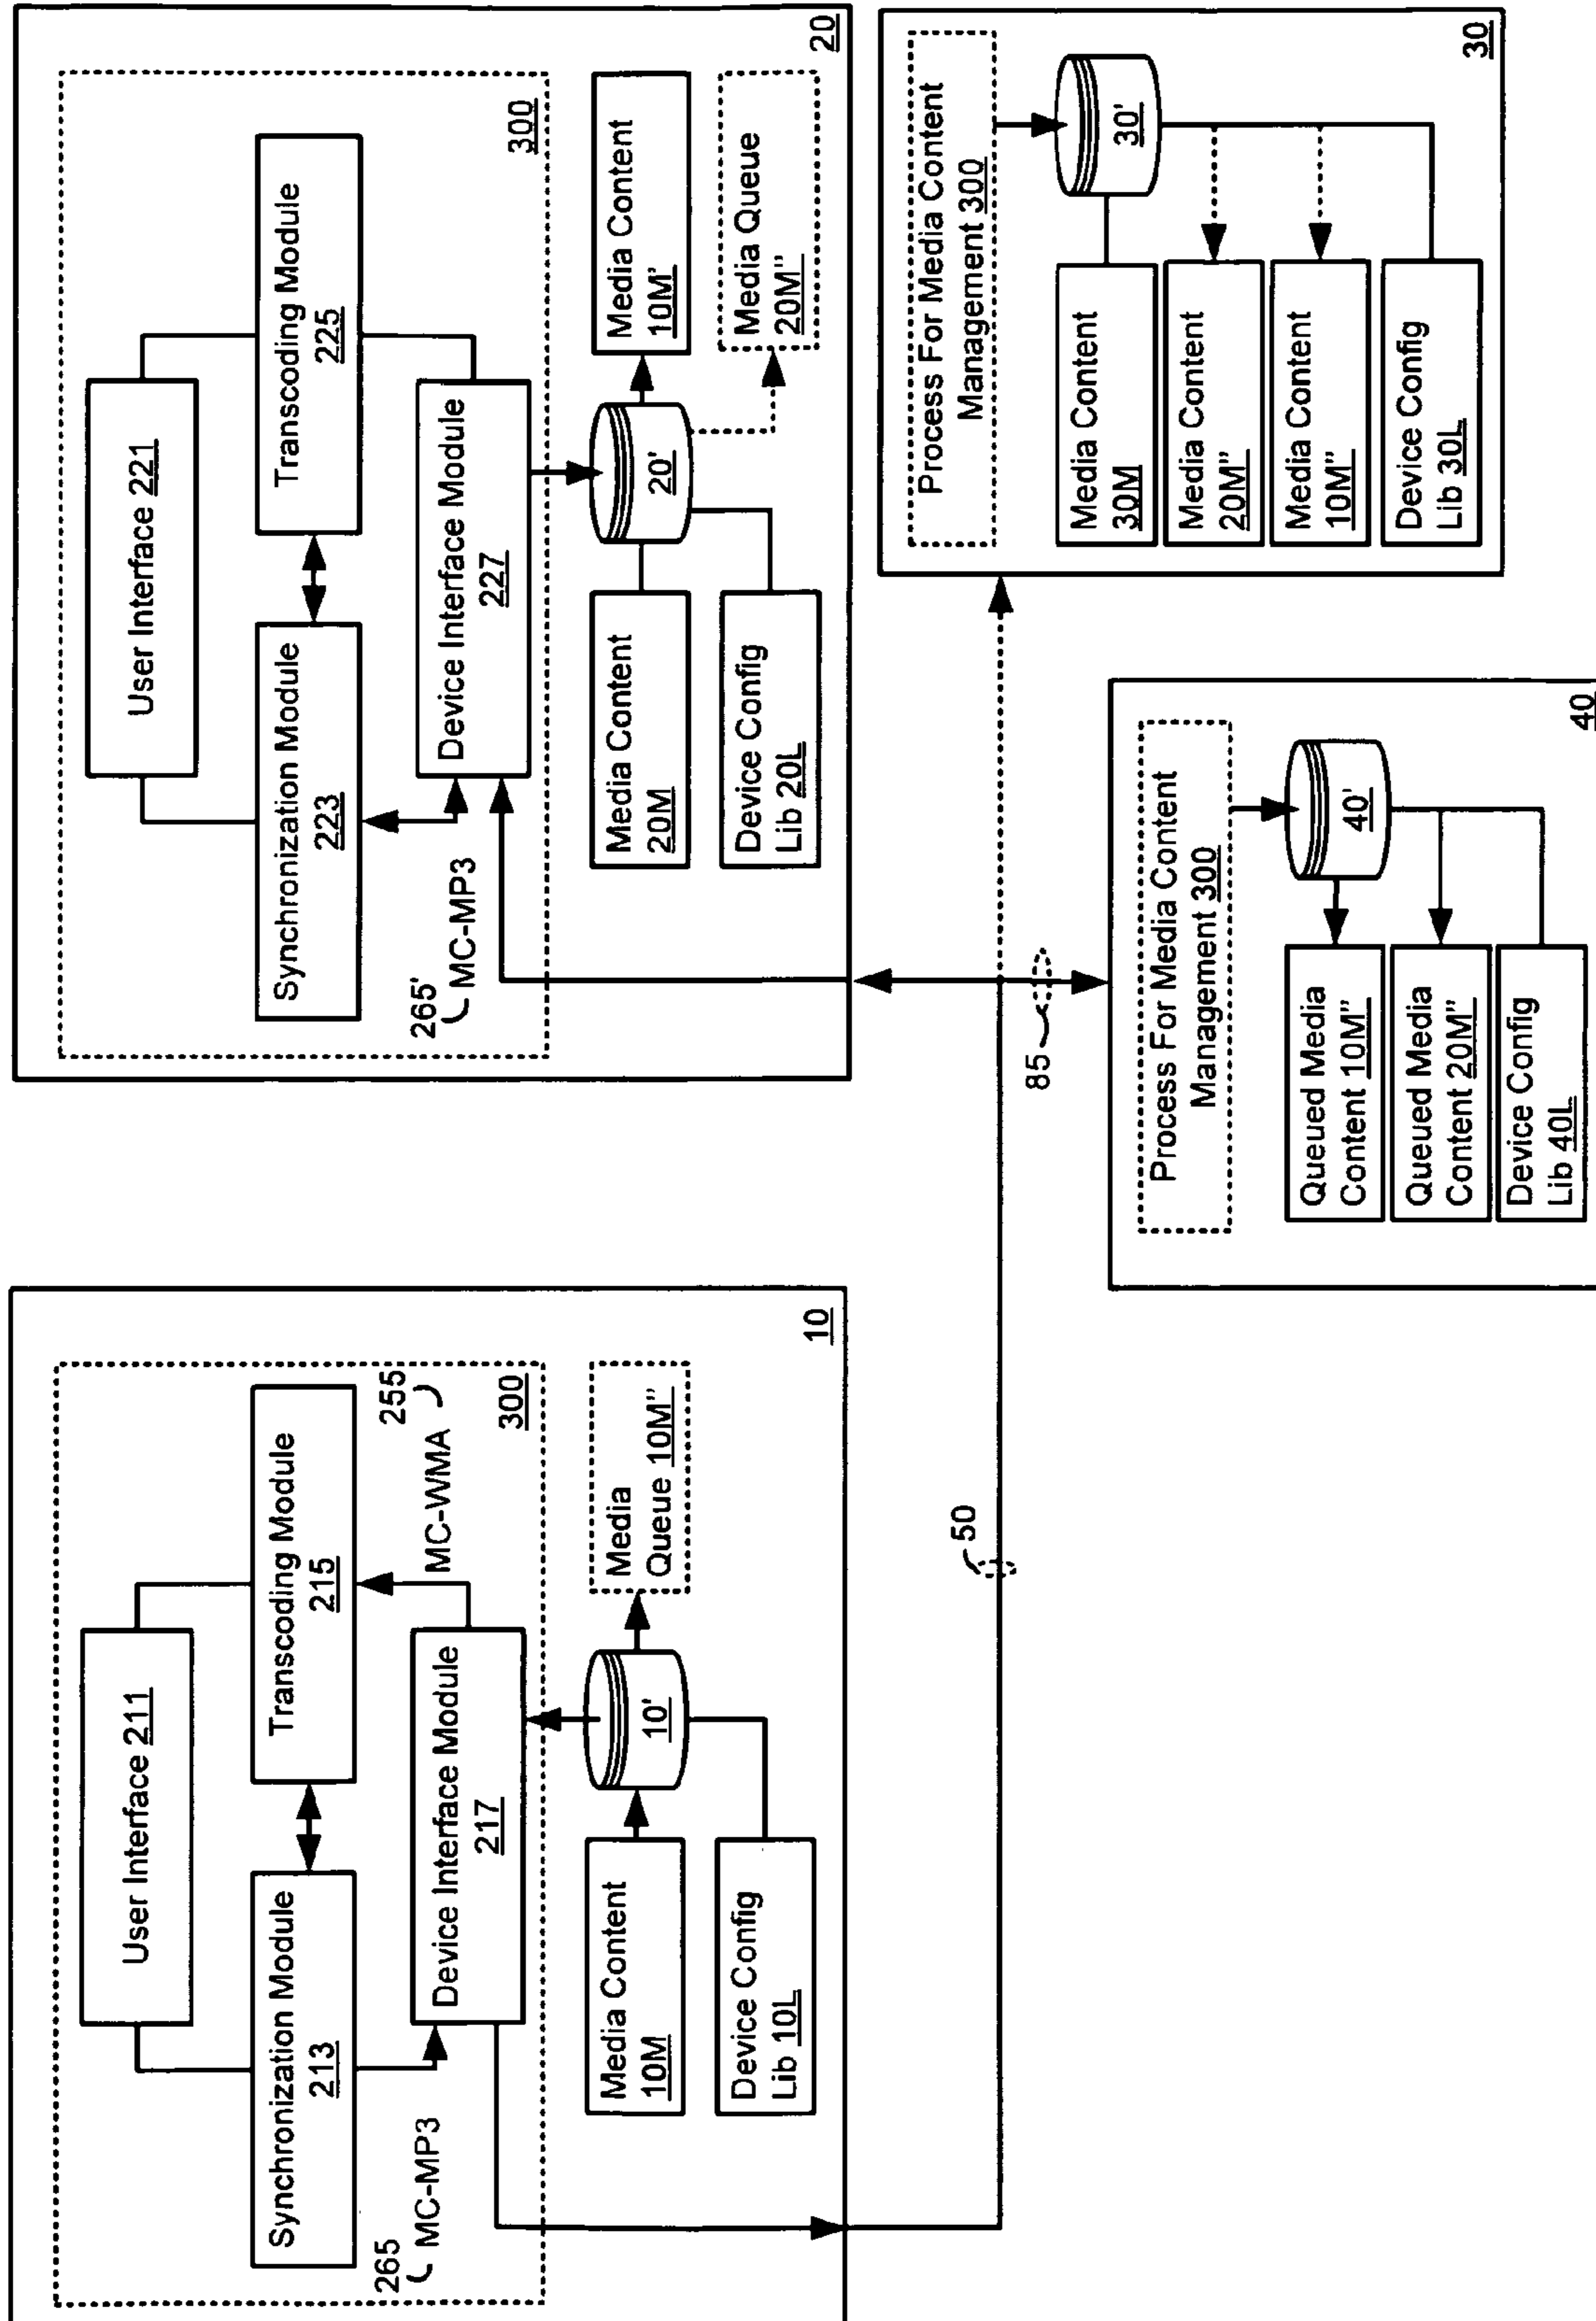 User Interface 211
Synchronization Module
213
Transcoding Module
215
265
MC-MP3
255
MC-WMA
Device Interface Module
217
300
Media Content
10M
10'
Media
Queue 10M"
Device Config
Lib 10L
10
User Interface 221
Synchronization Module
223
Transcoding Module
225
265'
MC-MP3
Device Interface Module
227
300
Media Content
20M
20'
Media Content
10M'
Device Config
Lib 20L
Media Queue
20M"
20
50
85
Process For Media Content
Management 300
40'
Queued Media
Content 10M"
Queued Media
Content 20M"
Device Config
Lib 40L
40
Process For Media Content
Management 300
30'
Media Content
30M
Media Content
20M"
Media Content
10M"
Device Config
Lib 30L
30